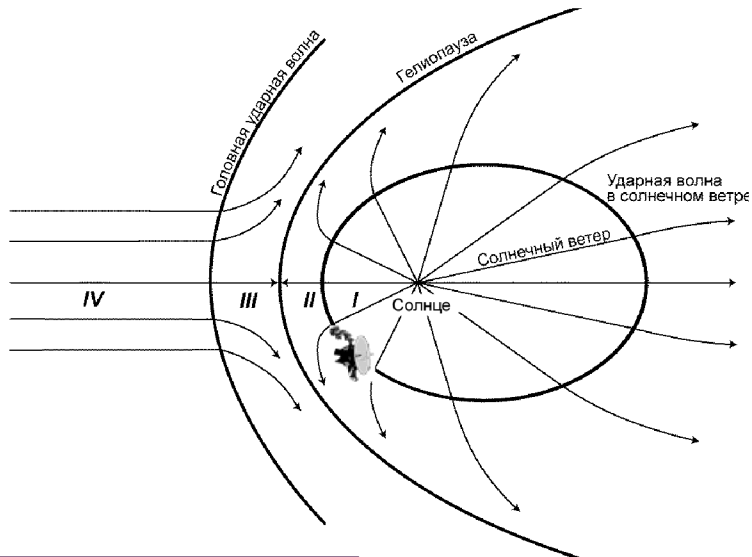 Головная ударная волна
Гелиопауза
Ударная волна
в солнечном ветре
Солнечный ветер
IV
III
II
I
Солнце